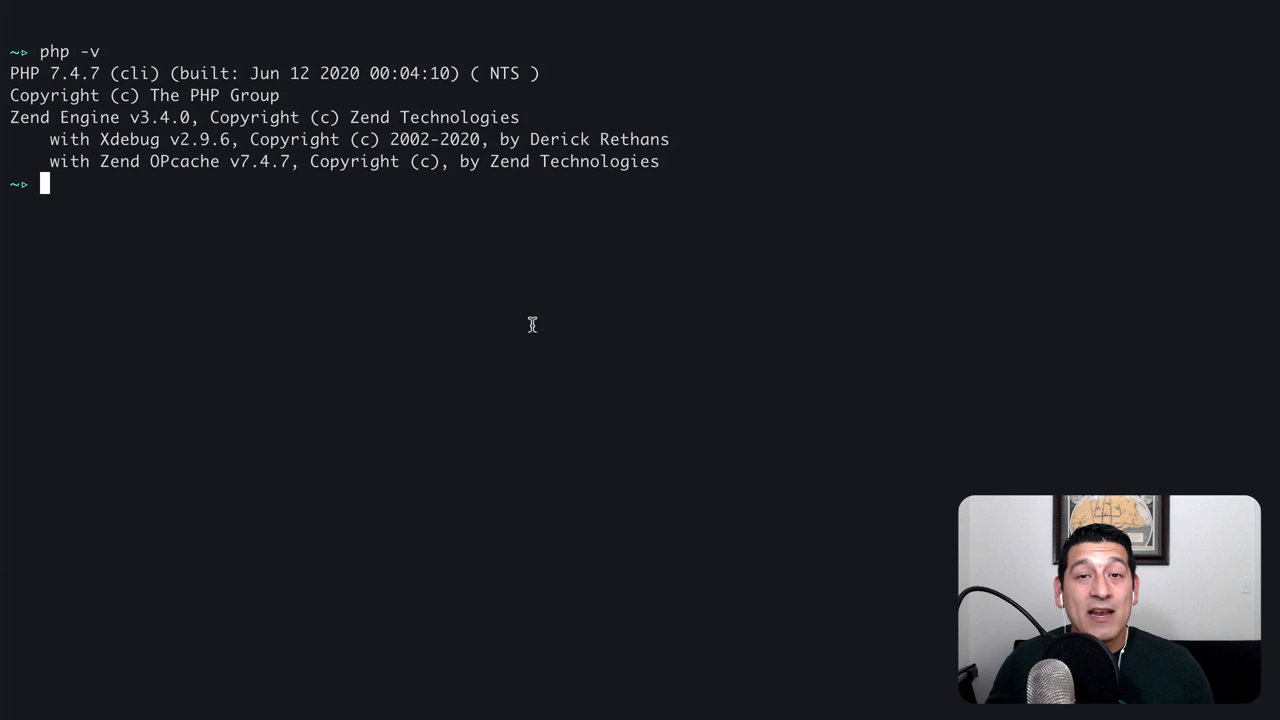 ~▹ php -v
PHP 7.4.7 (cli) (built: Jun 12 2020 00:04:10) ( NTS )
Copyright (c) The PHP Group
Zend Engine v3.4.0, Copyright (c) Zend Technologies
    with Xdebug v2.9.6, Copyright (c) 2002-2020, by Derick Rethans
    with Zend OPcache v7.4.7, Copyright (c), by Zend Technologies
~▹